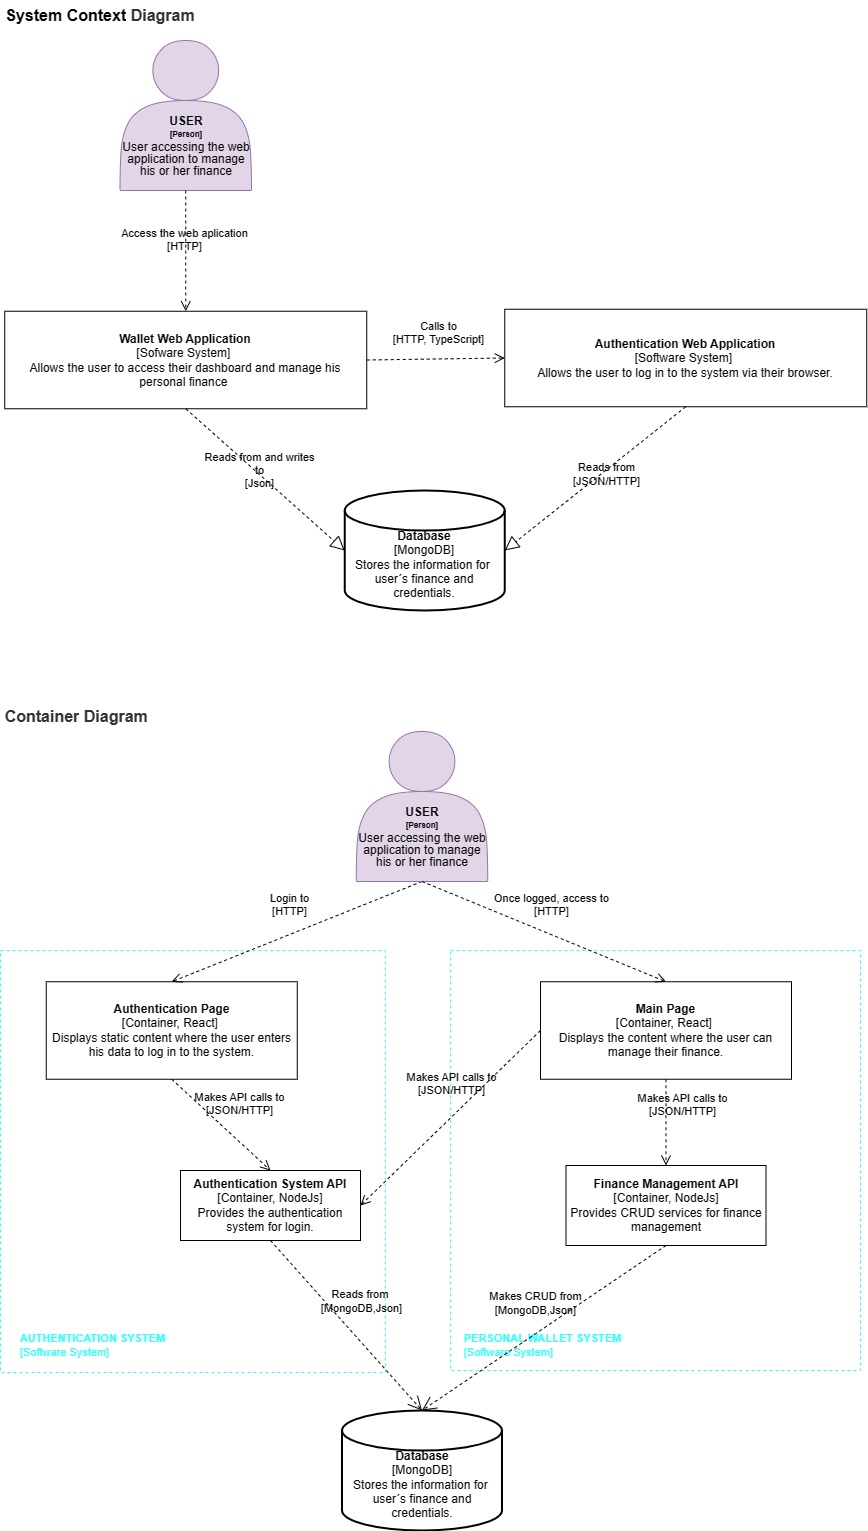 System Context Diagram
USER
[Person]
User accessing the web
application to manage
his or her finance
Access the web aplication
[HTTP]
Wallet Web Application
[Sofware System]
Allows the user to access their dashboard and manage his
personal finance
Calls to
[HTTP, TypeScript]
Authentication Web Application
[Software System]
Allows the user to log in to the system via their browser.
Reads from and writes
to
[Json]
Reads from
[JSON/HTTP]
Database
[MongoDB]
Stores the information for
user´s finance and
credentials.
Container Diagram
USER
[Person]
User accessing the web
application to manage
his or her finance
Login to
[HTTP]
Once logged, access to
[HTTP]
Authentication Page
[Container, React]
Displays static content where the user enters
his data to log in to the system.
Main Page
[Container, React]
Displays the content where the user can
manage their finance.
Makes API calls to
[JSON/HTTP]
Makes API calls to
[JSON/HTTP]
Makes API calls to
[JSON/HTTP]
Authentication System API
[Container, NodeJs]
Provides the authentication
system for login.
Finance Management API
[Container, NodeJs]
Provides CRUD services for finance
management
Reads from
[MongoDB,Json]
Makes CRUD from
[MongoDB,Json]
AUTHENTICATION SYSTEM
[Software System]
PERSONAL WALLET SYSTEM
[Software System]
Database
[MongoDB]
Stores the information for
user´s finance and
credentials.